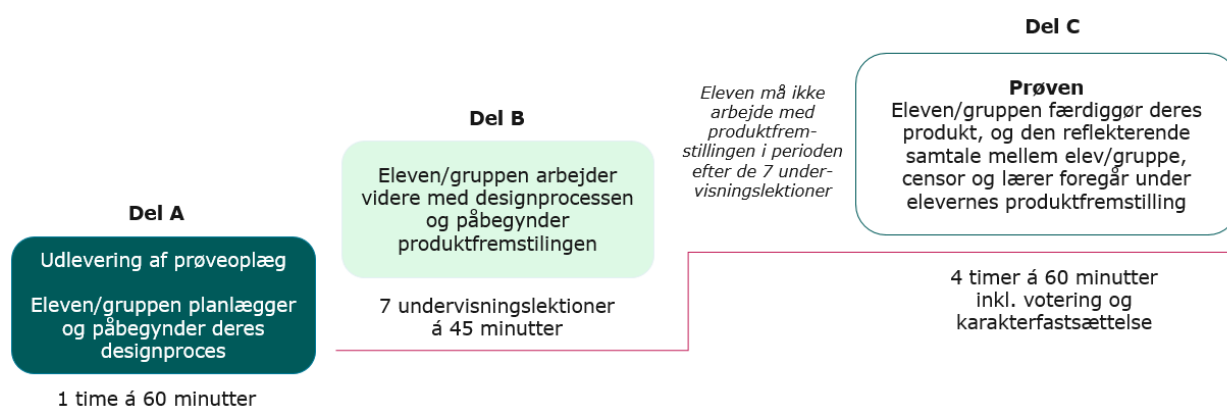 Del A
Udlevering af prøveoplæg
Eleven/gruppen planlægger
og påbegynder deres
designproces
1 time á 60 minutter
Del B
Eleven/gruppen arbejder
videre med designprocessen
og påbegynder
produktfremstilingen
7 undervisningslektioner
á 45 minutter
Eleven må ikke
arbejde med
produktfrem-
stillingen i perioden
efter de 7 under-
visningslektioner
Del C
Prøven
Eleven/gruppen færdiggør deres
produkt, og den reflekterende
samtale mellem elev/gruppe,
censor og lærer foregår under
elevernes produktfremstilling
4 timer á 60 minutter
inkl. votering og
karakterfastsættelse